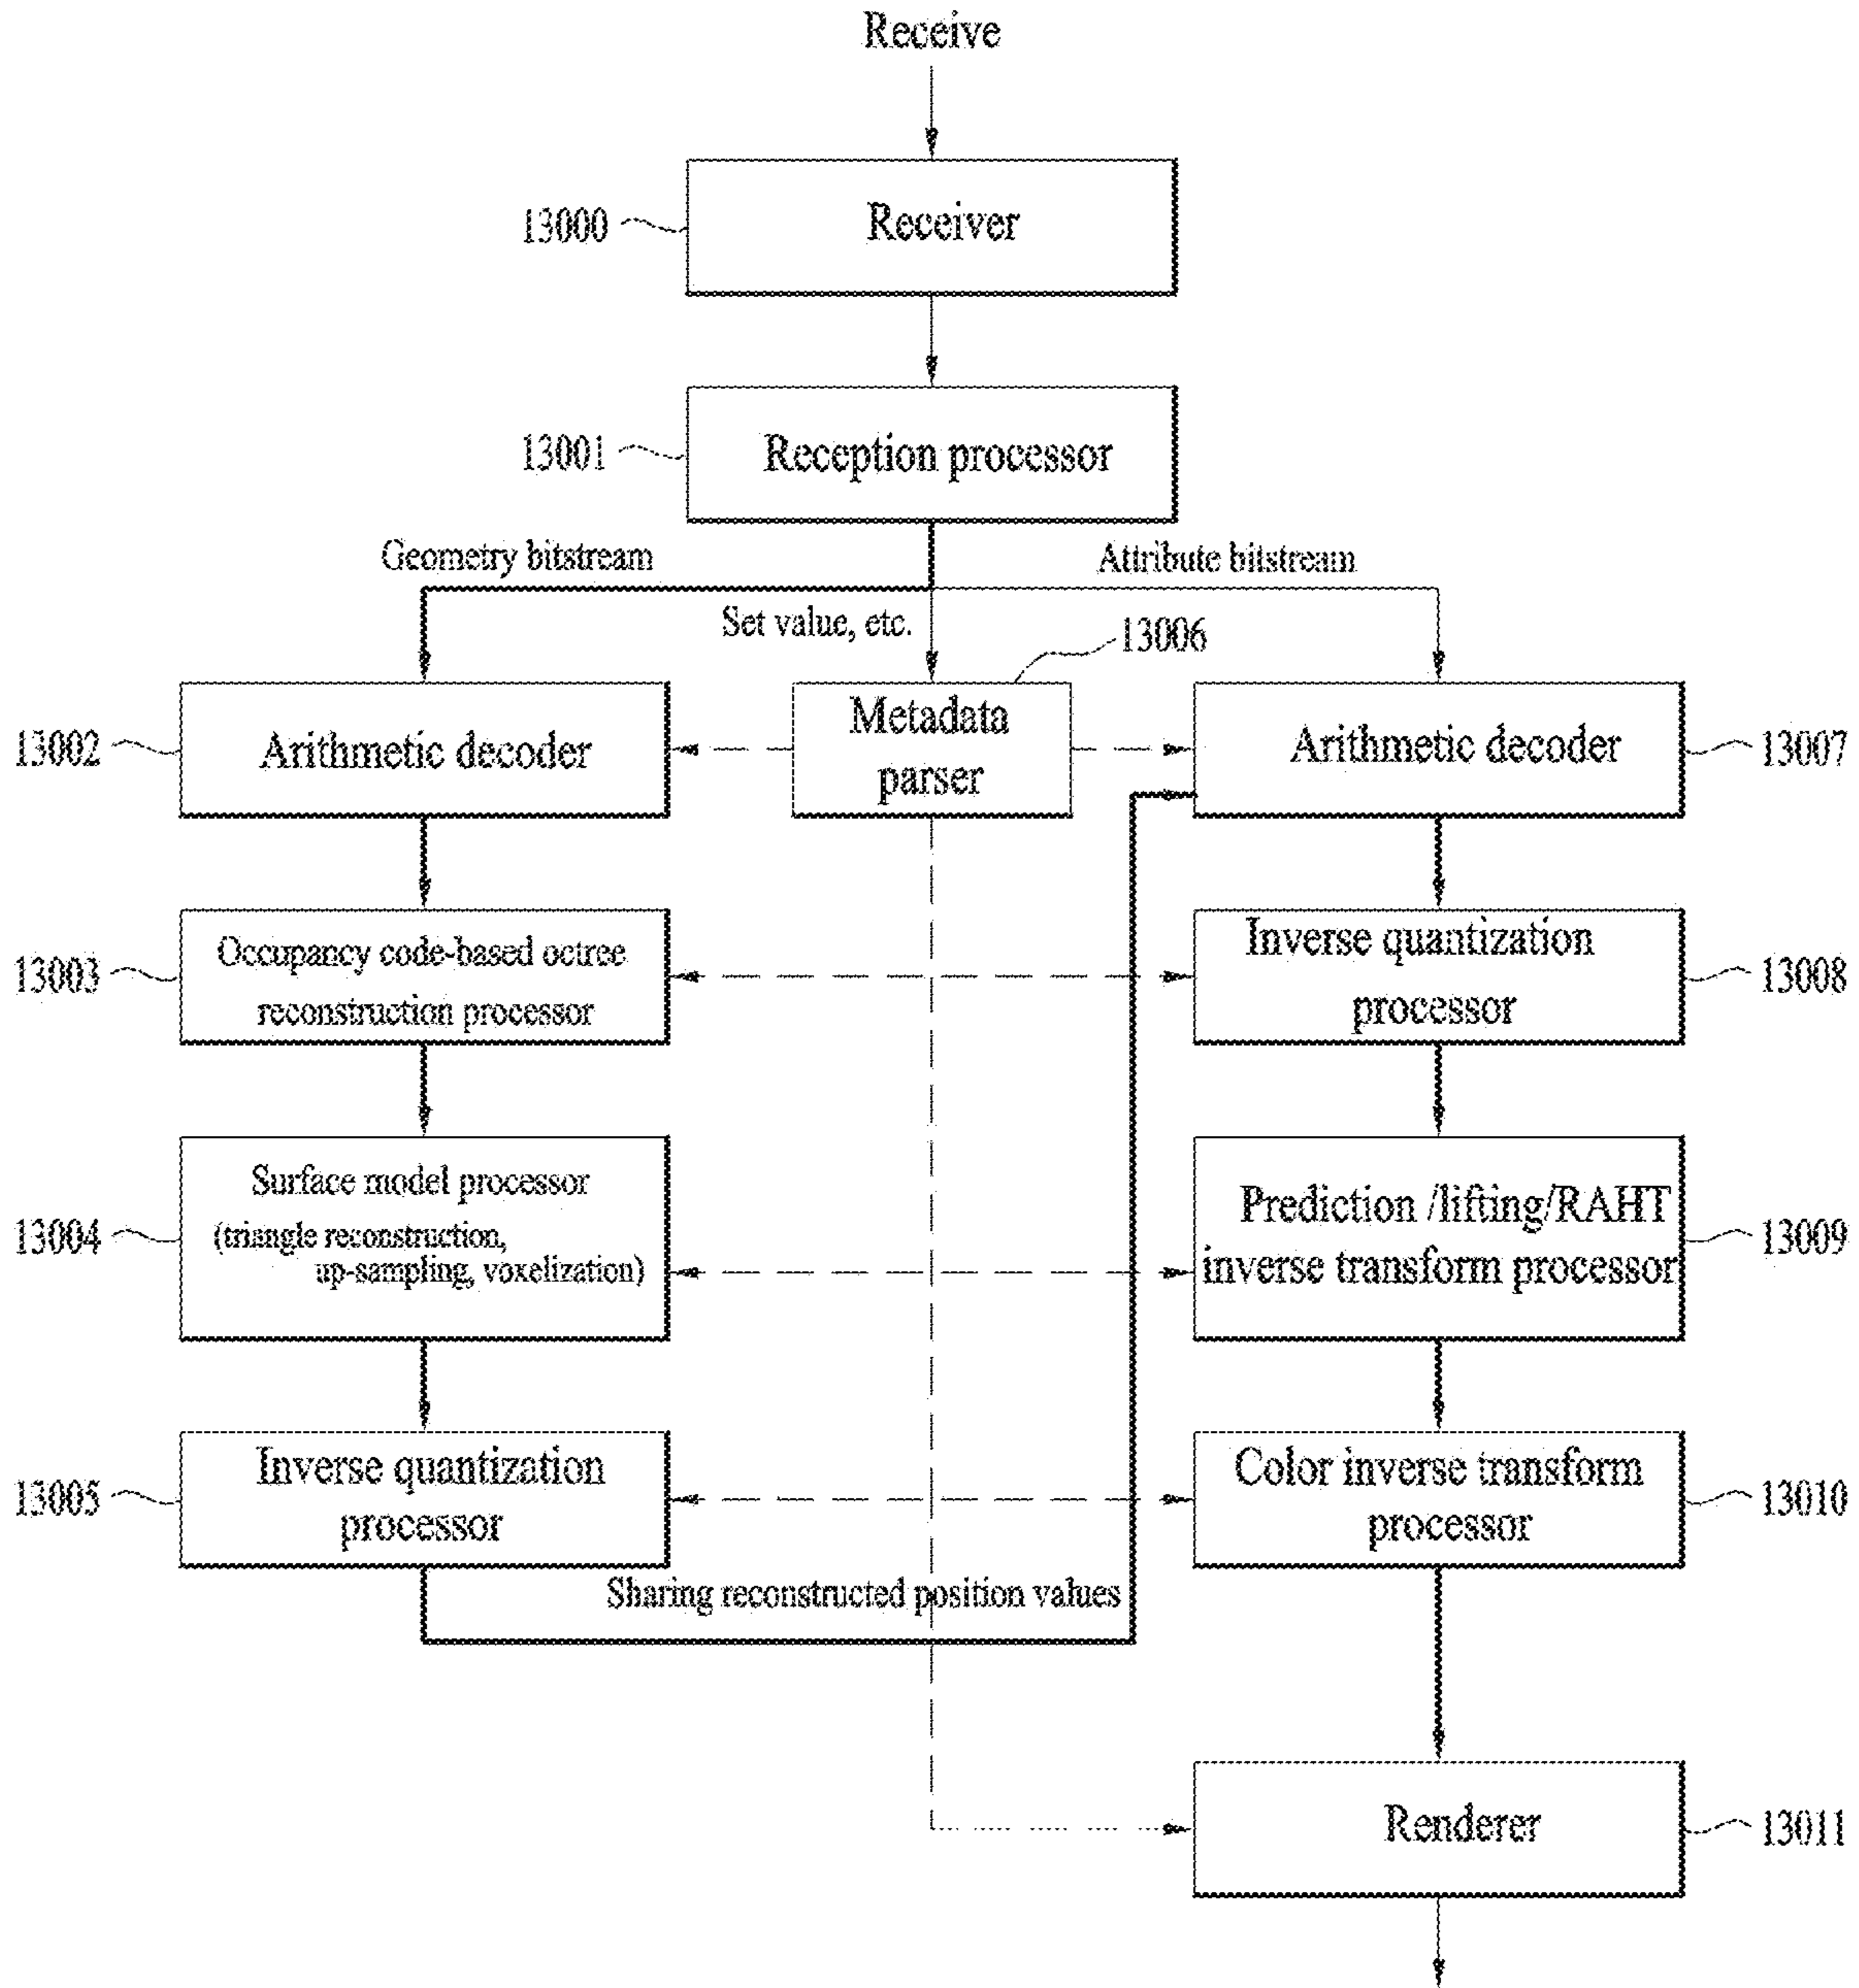 Receive
13000
Receiver
13001
Reception processor
Geometry bitstream
Attribute bitstream
Set value, etc.
13006
13002
Arithmetic decoder
Metadata
parser
Arithmetic decoder
13007
13003
Occupancy code-based octree
reconstruction processor
Inverse quantization
processor
13008
13004
Surface model processor
(triangle reconstruction,
up-sampling, voxelization)
Prediction /lifting/RAHT
inverse transform processor
13009
13005
Inverse quantization
processor
Color inverse transform
processor
13010
Sharing reconstructed position values
Renderer
13011